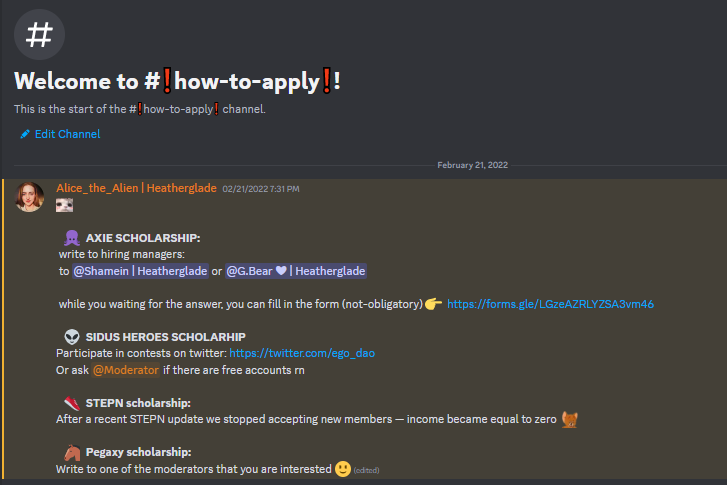 Welcome to #❗how-to-apply❗!
This is the start of the #❗how-to-apply❗ channel.
Edit Channel
February 21, 2022
Alice_the_Alien | Heatherglade 02/21/2022 7:31 PM
AXIE SCHOLARSHIP:
write to hiring managers:
to @Shamein | Heatherglade or @G.Bear 🤍 | Heatherglade
while you waiting for the answer, you can fill in the form (not-obligatory) 👉 https://forms.gle/LGzeAZRLYZSA3vm46
👽 SIDUS HEROES SCHOLARHIP
Participate in contests on twitter: https://twitter.com/ego_dao
Or ask @Moderator if there are free accounts rn
STEPN scholarship:
After a recent STEPN update we stopped accepting new members — income became equal to zero
🐴 Pegaxy scholarship:
Write to one of the moderators that you are interested 🙂 (edited)